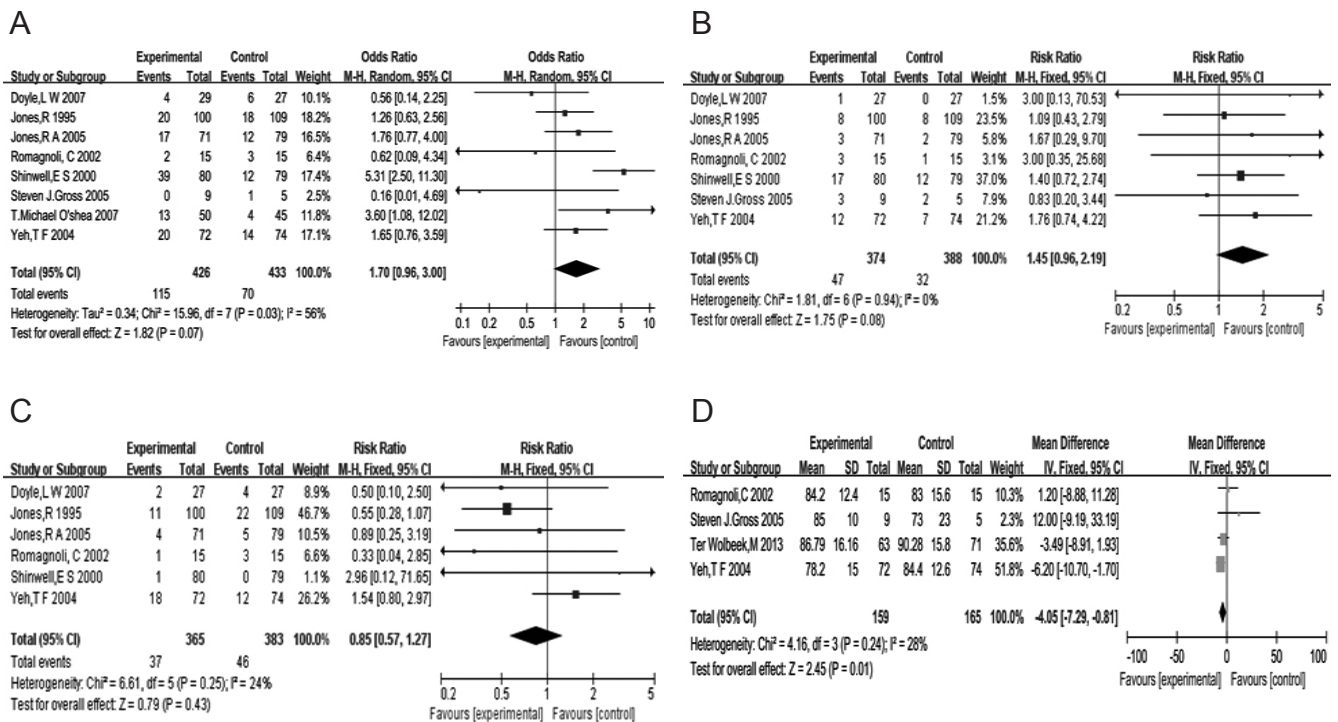 A
Experimental Control Odds Ratio Odds Ratio
Study or Subgroup Events Total Events Total Weight M-H, Random, 95% CI M-H, Random, 95% CI
Doyle,L W 2007 4 29 6 27 10.1% 0.56 [0.14, 2.25]
Jones,R 1995 20 100 18 109 18.2% 1.26 [0.63, 2.56]
Jones,R A 2005 17 71 12 79 16.5% 1.76 [0.77, 4.00]
Romagnoli, C 2002 2 15 3 15 6.4% 0.62 [0.09, 4.34]
Shinwell,E S 2000 39 80 12 79 17.4% 5.31 [2.50, 11.30]
Steven J.Gross 2005 0 9 1 5 2.5% 0.16 [0.01, 4.69]
T.Michael O'shea 2007 13 50 4 45 11.8% 3.60 [1.08, 12.02]
Yeh,T F 2004 20 72 14 74 17.1% 1.65 [0.76, 3.59]
Total (95% CI) 426 433 100.0% 1.70 [0.96, 3.00]
Total events 115 70
Heterogeneity: Tau² = 0.34; Chi² = 15.96, df = 7 (P = 0.03); I² = 56%
Test for overall effect: Z = 1.82 (P = 0.07)
0.1 0.2 0.5 1 2 5 10
Favours [experimental] Favours [control]
B
Experimental Control Risk Ratio Risk Ratio
Study or Subgroup Events Total Events Total Weight M-H, Fixed, 95% CI M-H, Fixed, 95% CI
Doyle,L W 2007 1 27 0 27 1.5% 3.00 [0.13, 70.53]
Jones,R 1995 8 100 8 109 23.5% 1.09 [0.43, 2.79]
Jones,R A 2005 3 71 2 79 5.8% 1.67 [0.29, 9.70]
Romagnoli, C 2002 3 15 1 15 3.1% 3.00 [0.35, 25.68]
Shinwell,E S 2000 17 80 12 79 37.0% 1.40 [0.72, 2.74]
Steven J.Gross 2005 3 9 2 5 7.9% 0.83 [0.20, 3.44]
Yeh,T F 2004 12 72 7 74 21.2% 1.76 [0.74, 4.22]
Total (95% CI) 374 388 100.0% 1.45 [0.96, 2.19]
Total events 47 32
Heterogeneity: Chi² = 1.81, df = 6 (P = 0.94); I² = 0%
Test for overall effect: Z = 1.75 (P = 0.08)
0.2 0.5 1 2 5
Favours [experimental] Favours [control]
C
Experimental Control Risk Ratio Risk Ratio
Study or Subgroup Events Total Events Total Weight M-H, Fixed, 95% CI M-H, Fixed, 95% CI
Doyle,L W 2007 2 27 4 27 8.9% 0.50 [0.10, 2.50]
Jones,R 1995 11 100 22 109 46.7% 0.55 [0.28, 1.07]
Jones,R A 2005 4 71 5 79 10.5% 0.89 [0.25, 3.19]
Romagnoli, C 2002 1 15 3 15 6.6% 0.33 [0.04, 2.85]
Shinwell,E S 2000 1 80 0 79 1.1% 2.96 [0.12, 71.65]
Yeh,T F 2004 18 72 12 74 26.2% 1.54 [0.80, 2.97]
Total (95% CI) 365 383 100.0% 0.85 [0.57, 1.27]
Total events 37 46
Heterogeneity: Chi² = 6.61, df = 5 (P = 0.25); I² = 24%
Test for overall effect: Z = 0.79 (P = 0.43)
0.2 0.5 1 2 5
Favours [experimental] Favours [control]
D
Experimental Control Mean Difference Mean Difference
Study or Subgroup Mean SD Total Mean SD Total Weight IV, Fixed, 95% CI IV, Fixed, 95% CI
Romagnoli,C 2002 84.2 12.4 15 83 15.6 15 10.3% 1.20 [-8.88, 11.28]
Steven J.Gross 2005 85 10 9 73 23 5 2.3% 12.00 [-9.19, 33.19]
Ter Wolbeek,M 2013 86.79 16.16 63 90.28 15.8 71 35.6% -3.49 [-8.91, 1.93]
Yeh,T F 2004 78.2 15 72 84.4 12.6 74 51.8% -6.20 [-10.70, -1.70]
Total (95% CI) 159 165 100.0% -4.05 [-7.29, -0.81]
Heterogeneity: Chi² = 4.16, df = 3 (P = 0.24); I² = 28%
Test for overall effect: Z = 2.45 (P = 0.01)
-100 -50 0 50 100
Favours [experimental] Favours [control]